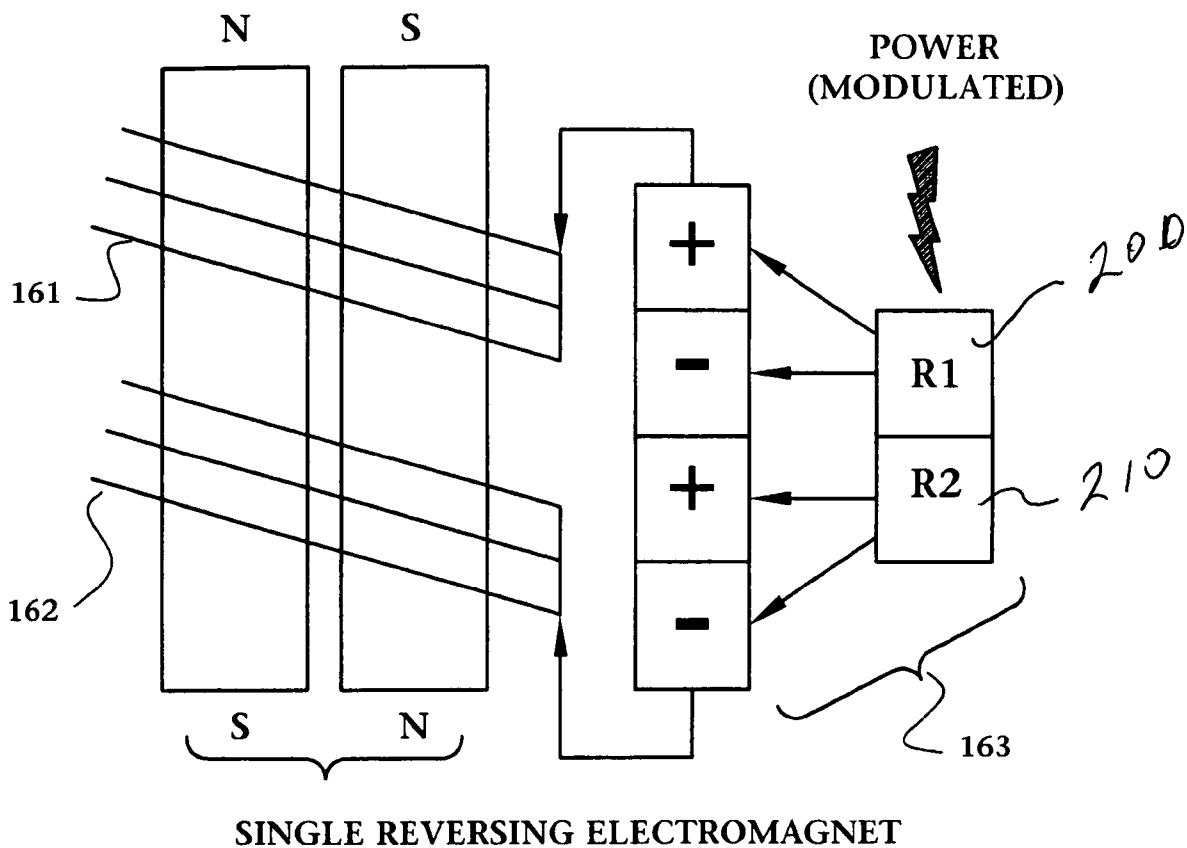 N S
POWER
(MODULATED)
+
200
161
-
R1
+
R2
210
162
-
S N
163
SINGLE REVERSING ELECTROMAGNET